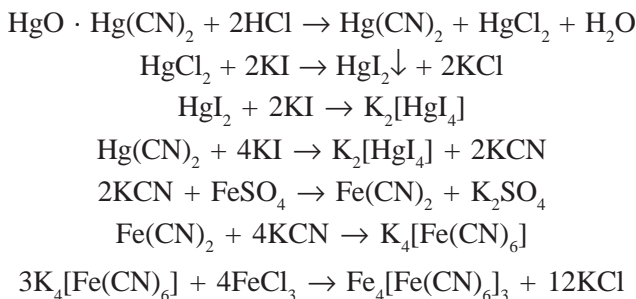 HgO · Hg(CN)₂ + 2HCl → Hg(CN)₂ + HgCl₂ + H₂O
HgCl₂ + 2KI → HgI₂↓ + 2KCl
HgI₂ + 2KI → K₂[HgI₄]
Hg(CN)₂ + 4KI → K₂[HgI₄] + 2KCN
2KCN + FeSO₄ → Fe(CN)₂ + K₂SO₄
Fe(CN)₂ + 4KCN → K₄[Fe(CN)₆]
3K₄[Fe(CN)₆] + 4FeCl₃ → Fe₄[Fe(CN)₆]₃ + 12KCl